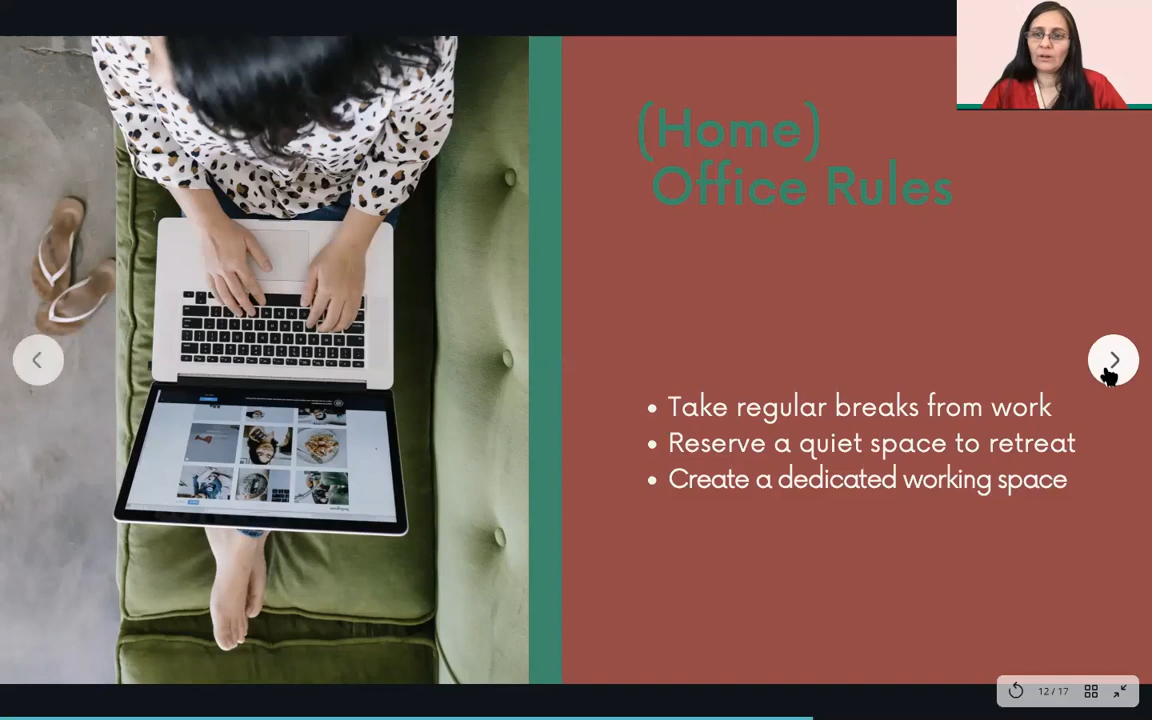 (Home)
Office Rules
• Take regular breaks from work
• Reserve a quiet space to retreat
• Create a dedicated working space
12 / 17